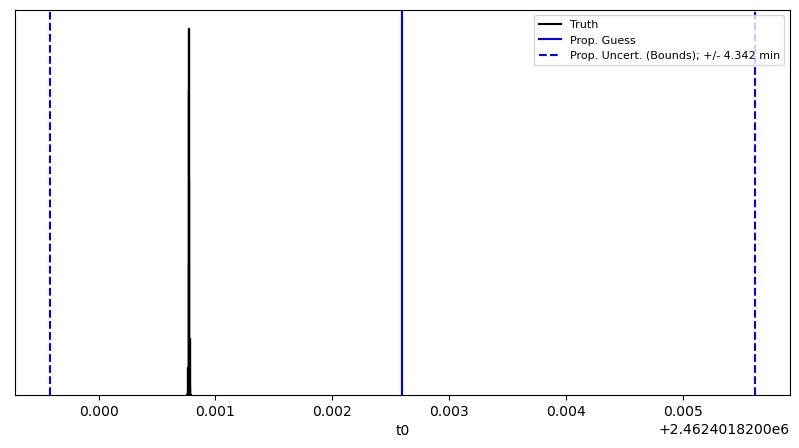 Truth
Prop. Guess
Prop. Uncert. (Bounds); +/- 4.342 min
0.000 0.001 0.002 0.003 0.004 0.005
t0
+2.4624018200e6